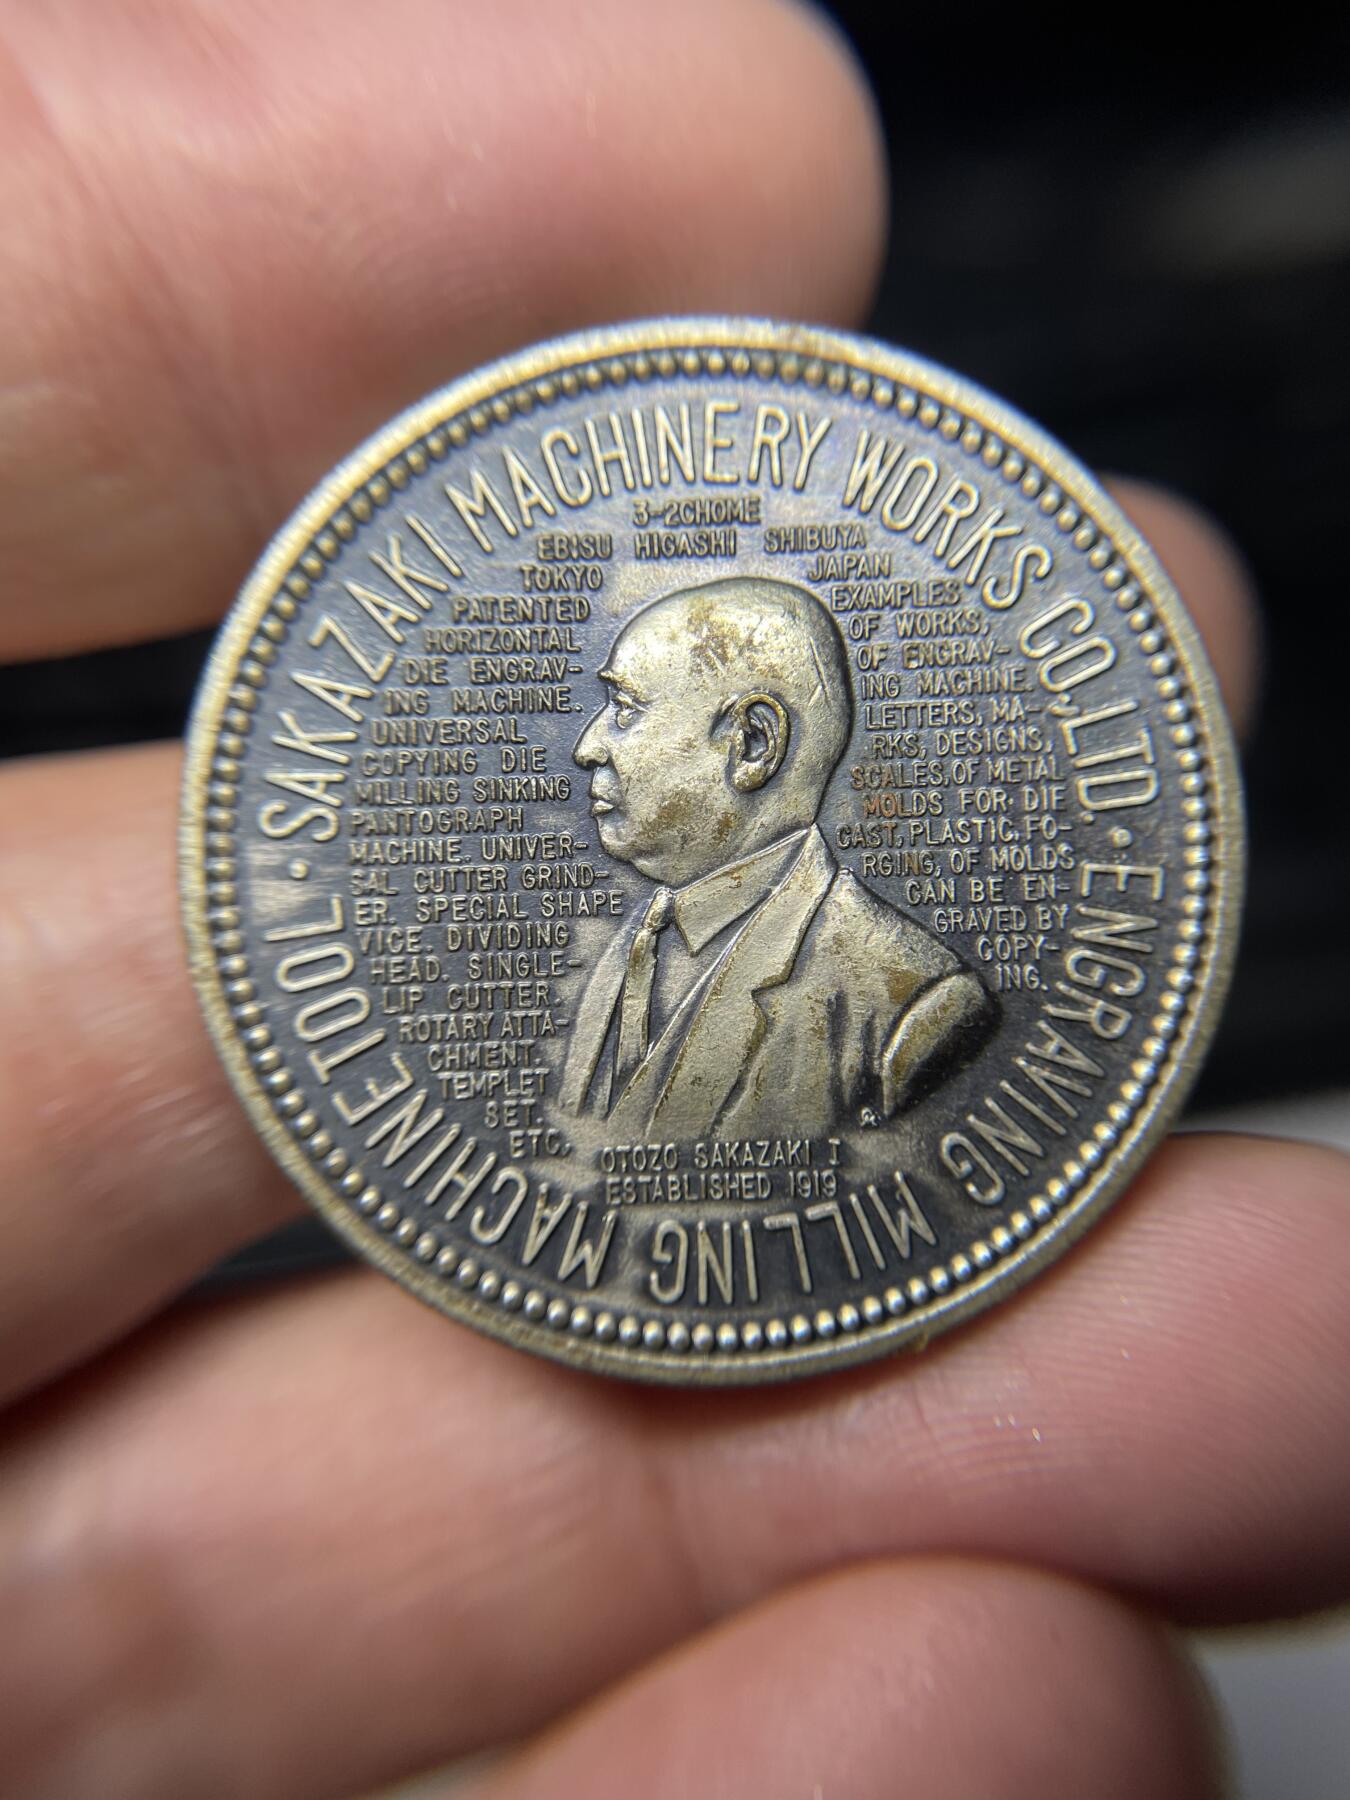 · SAKAZAKI MACHINERY WORKS CO., LTD. · ENGRAVING MILLING MACHINE TOOL
3-2CHOME
EBISU HIGASHI SHIBUYA
TOKYO JAPAN
PATENTED
HORIZONTAL
DIE ENGRAV-
ING MACHINE.
UNIVERSAL
COPYING DIE
MILLING SINKING
PANTOGRAPH
MACHINE. UNIVER-
SAL CUTTER GRIND-
ER. SPECIAL SHAPE
VICE. DIVIDING
HEAD. SINGLE-
LIP CUTTER.
ROTARY ATTA-
CHMENT.
TEMPLET
SET.
ETC,
EXAMPLES
OF WORKS,
OF ENGRAV-
ING MACHINE.
LETTERS, MA-
RKS, DESIGNS,
SCALES, OF METAL
MOLDS FOR DIE
CAST, PLASTIC, FO-
RGING, OF MOLDS
CAN BE EN-
GRAVED BY
COPY-
ING.
OTOZO SAKAZAKI I
ESTABLISHED 1919